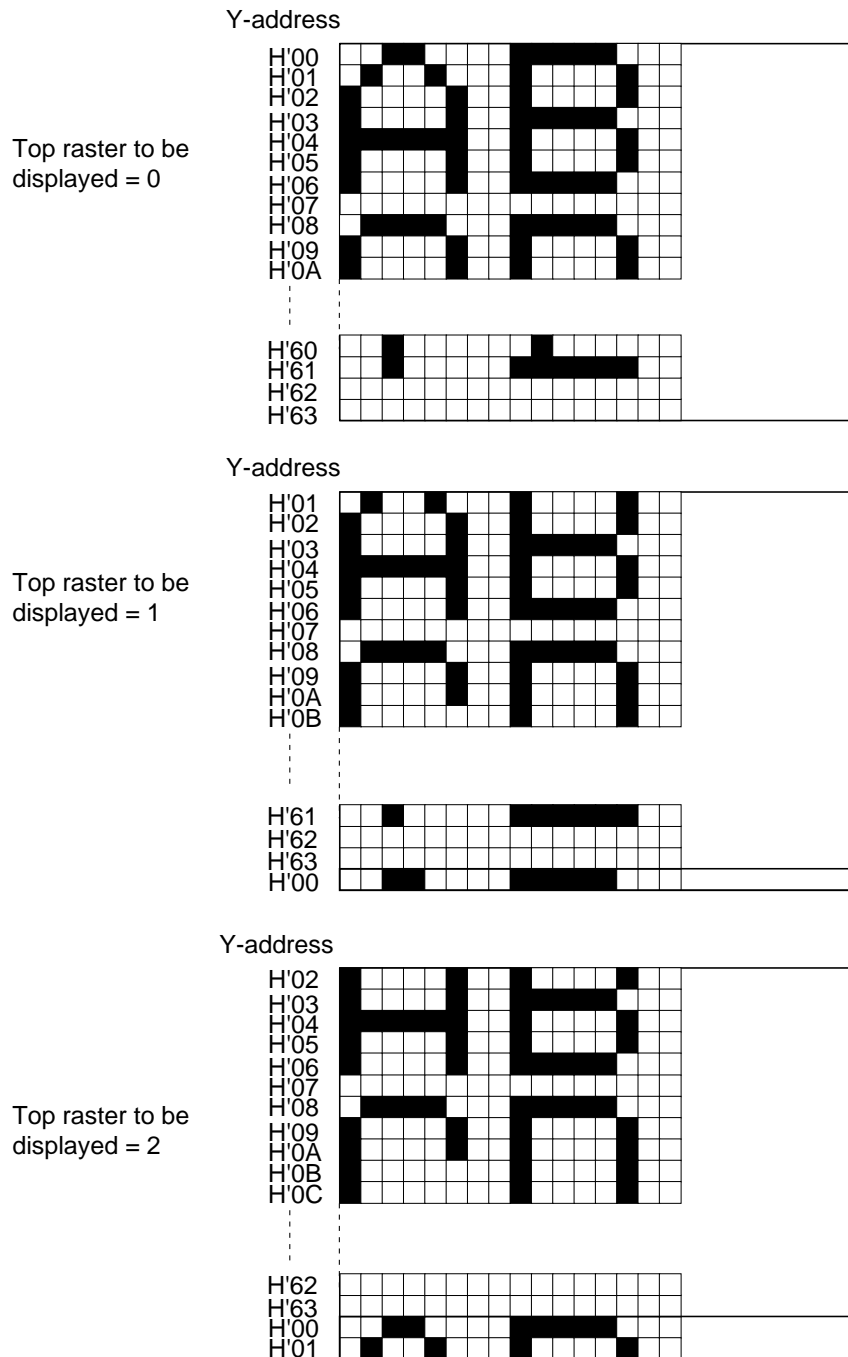 Y-address
H'00
H'01
H'02
H'03
Top raster to be
displayed = 0
H'04
H'05
H'06
H'07
H'08
H'09
H'0A
H'60
H'61
H'62
H'63
Y-address
H'01
H'02
H'03
Top raster to be
displayed = 1
H'04
H'05
H'06
H'07
H'08
H'09
H'0A
H'0B
H'61
H'62
H'63
H'00
Y-address
H'02
H'03
H'04
H'05
H'06
H'07
H'08
Top raster to be
displayed = 2
H'09
H'0A
H'0B
H'0C
H'62
H'63
H'00
H'01